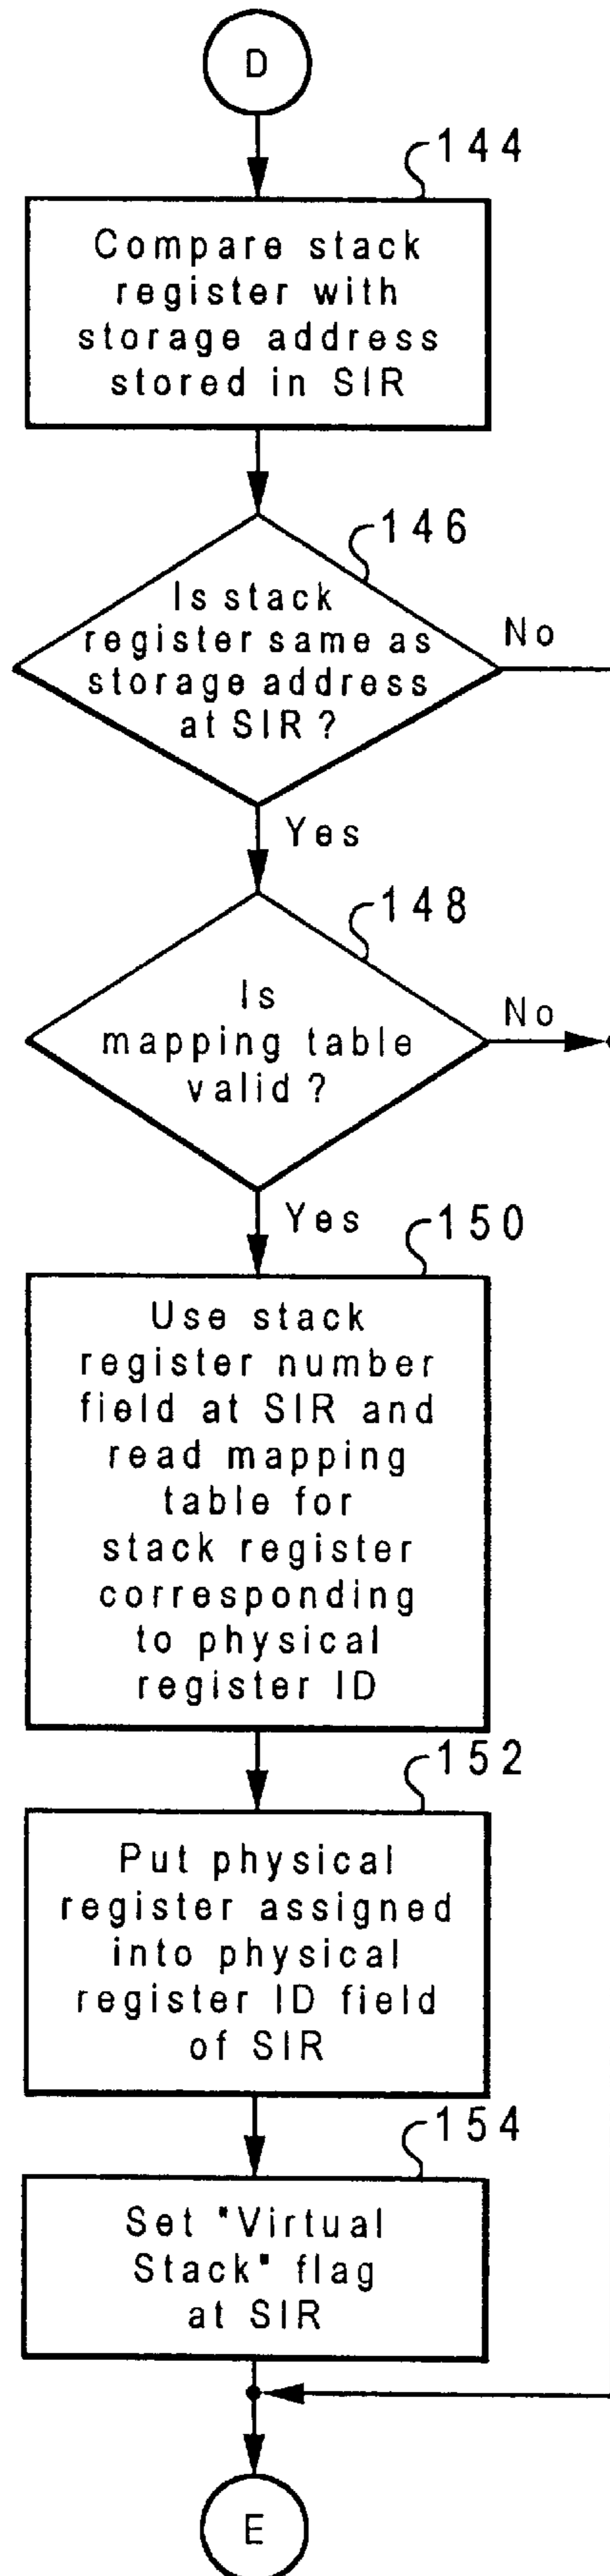 D
144
Compare stack
register with
storage address
stored in SIR
146
Is stack
register same as
storage address
at SIR ?
No
Yes
148
Is
mapping table
valid ?
No
Yes
150
Use stack
register number
field at SIR and
read mapping
table for
stack register
corresponding
to physical
register ID
152
Put physical
register assigned
into physical
register ID field
of SIR
154
Set "Virtual
Stack" flag
at SIR
E